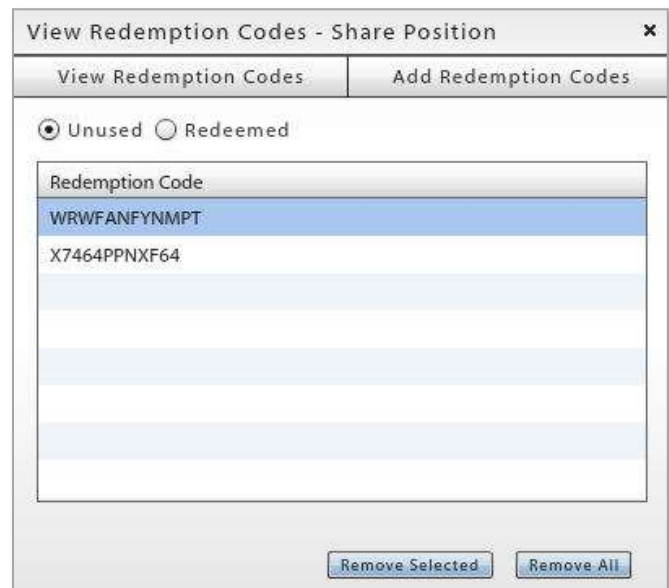 View Redemption Codes - Share Position ×
View Redemption Codes Add Redemption Codes
Unused Redeemed
Redemption Code
WRWFANFYNMPT
X7464PPNXF64
Remove Selected Remove All